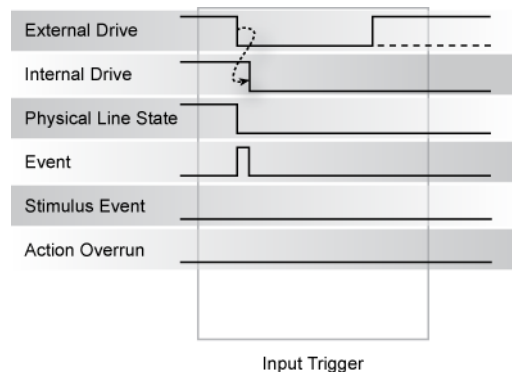 External Drive
Internal Drive
Physical Line State
Event
Stimulus Event
Action Overrun
Input Trigger